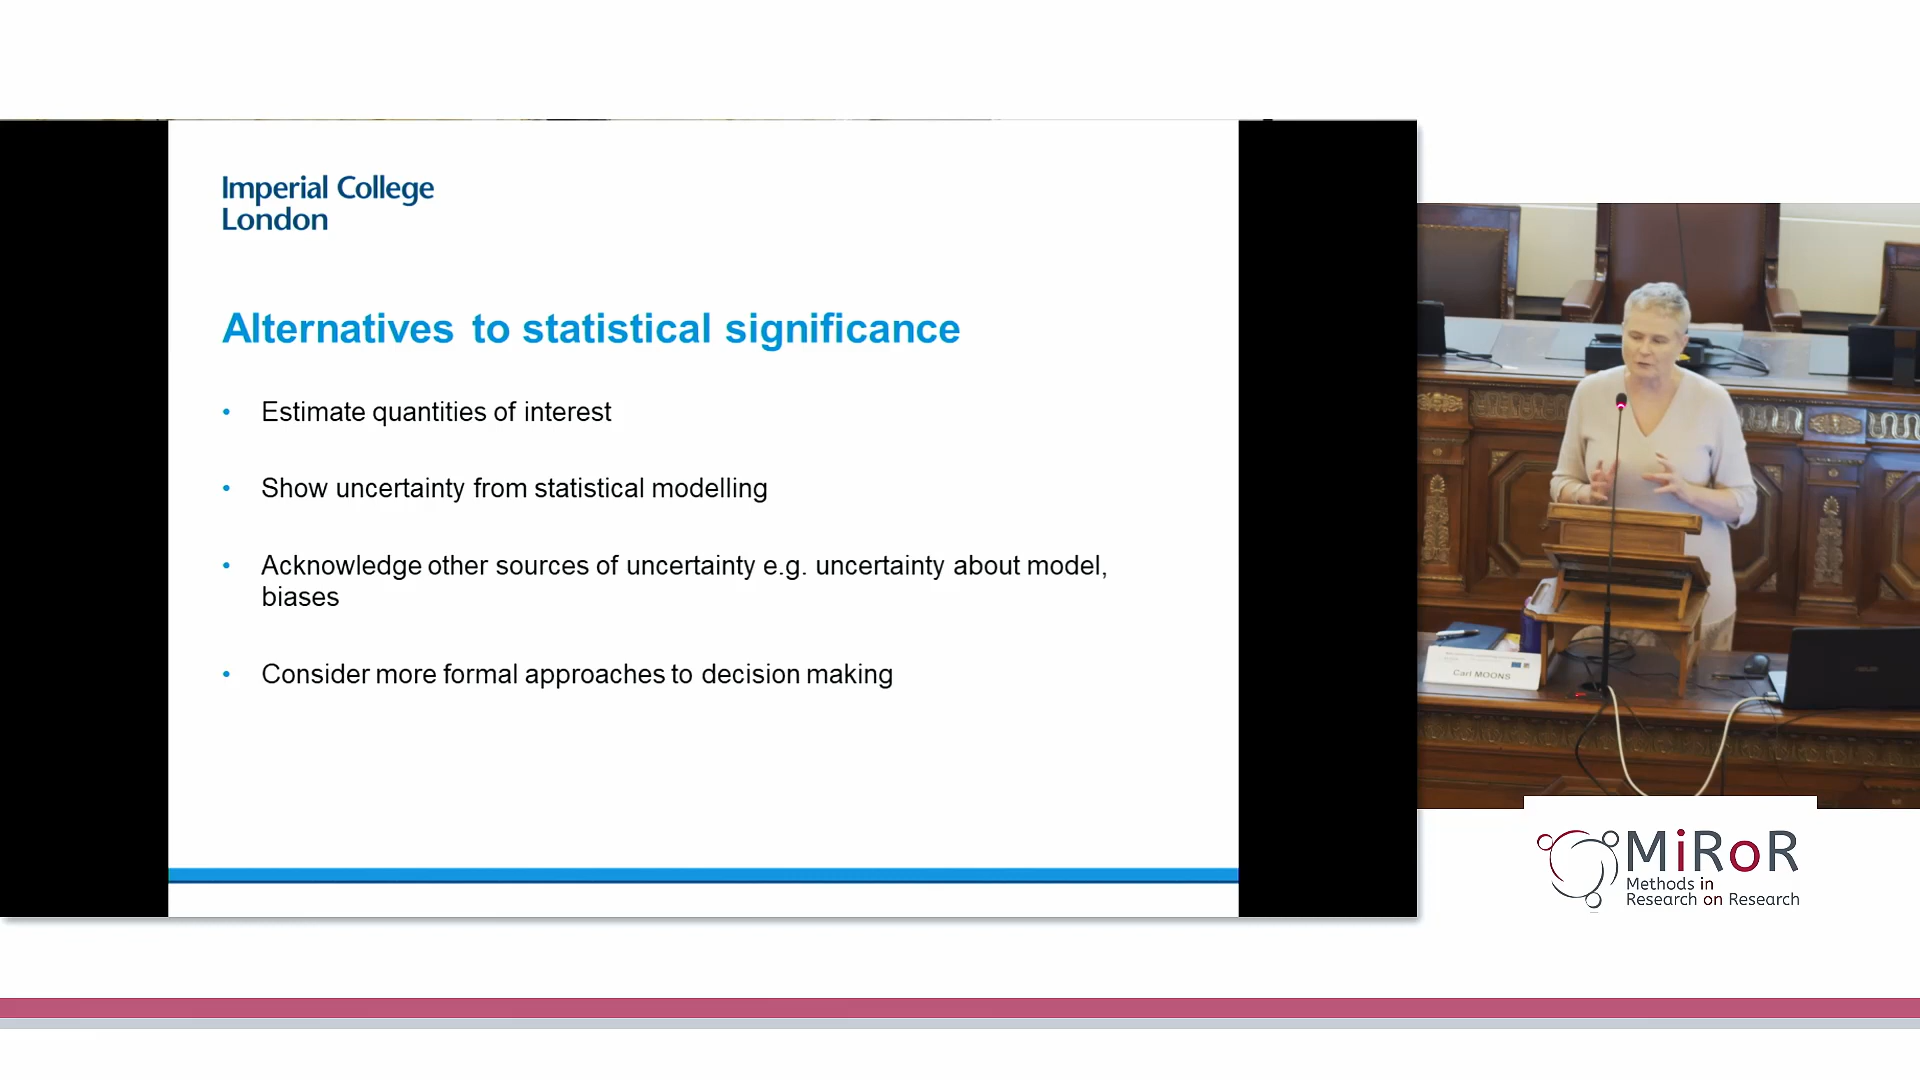 Imperial College
London
Alternatives to statistical significance
• Estimate quantities of interest
• Show uncertainty from statistical modelling
• Acknowledge other sources of uncertainty e.g. uncertainty about model,
biases
• Consider more formal approaches to decision making
Carl MOONS
MiRoR
Methods in
Research on Research